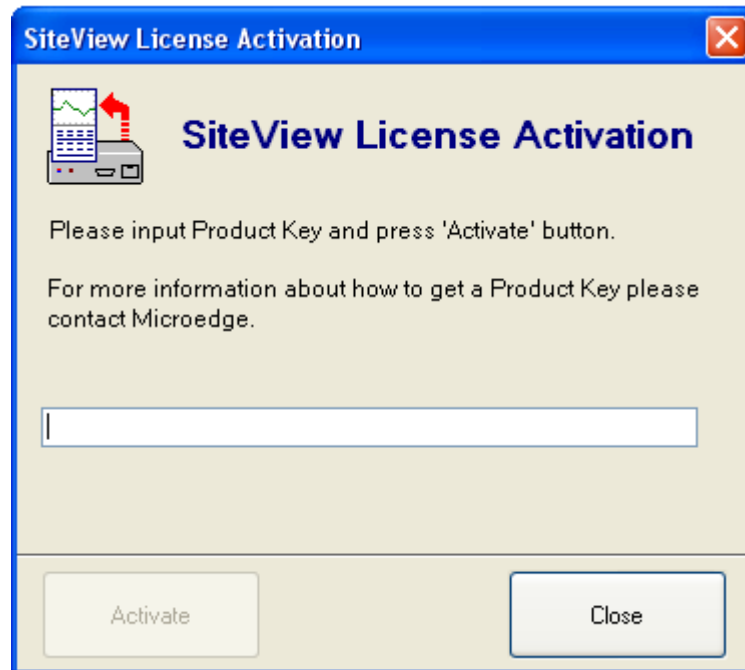 SiteView License Activation
SiteView License Activation
Please input Product Key and press 'Activate' button.
For more information about how to get a Product Key please
contact Microedge.
Activate
Close